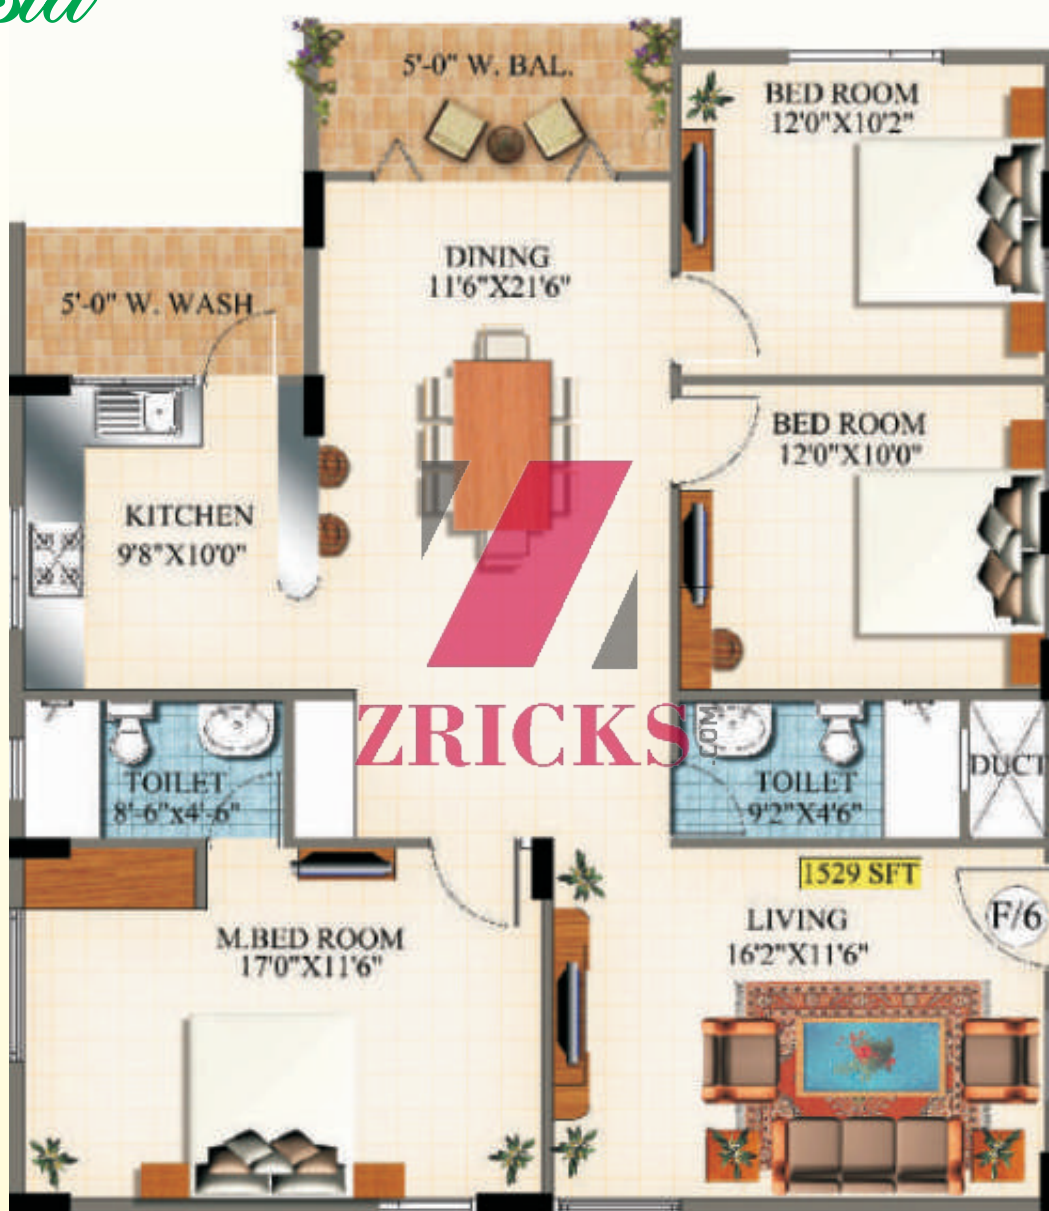 5'-0" W. BAL.
BED ROOM
12'0"X10'2"
DINING
11'6"X21'6"
5'-0" W. WASH
BED ROOM
12'0"X10'0"
KITCHEN
9'8"X10'0"
ZRICKS
.COM
TOILET
8'-6"x4'-6"
TOILET
9'2"X4'6"
DUCT
1529 SFT
F/6
LIVING
16'2"X11'6"
M.BED ROOM
17'0"X11'6"